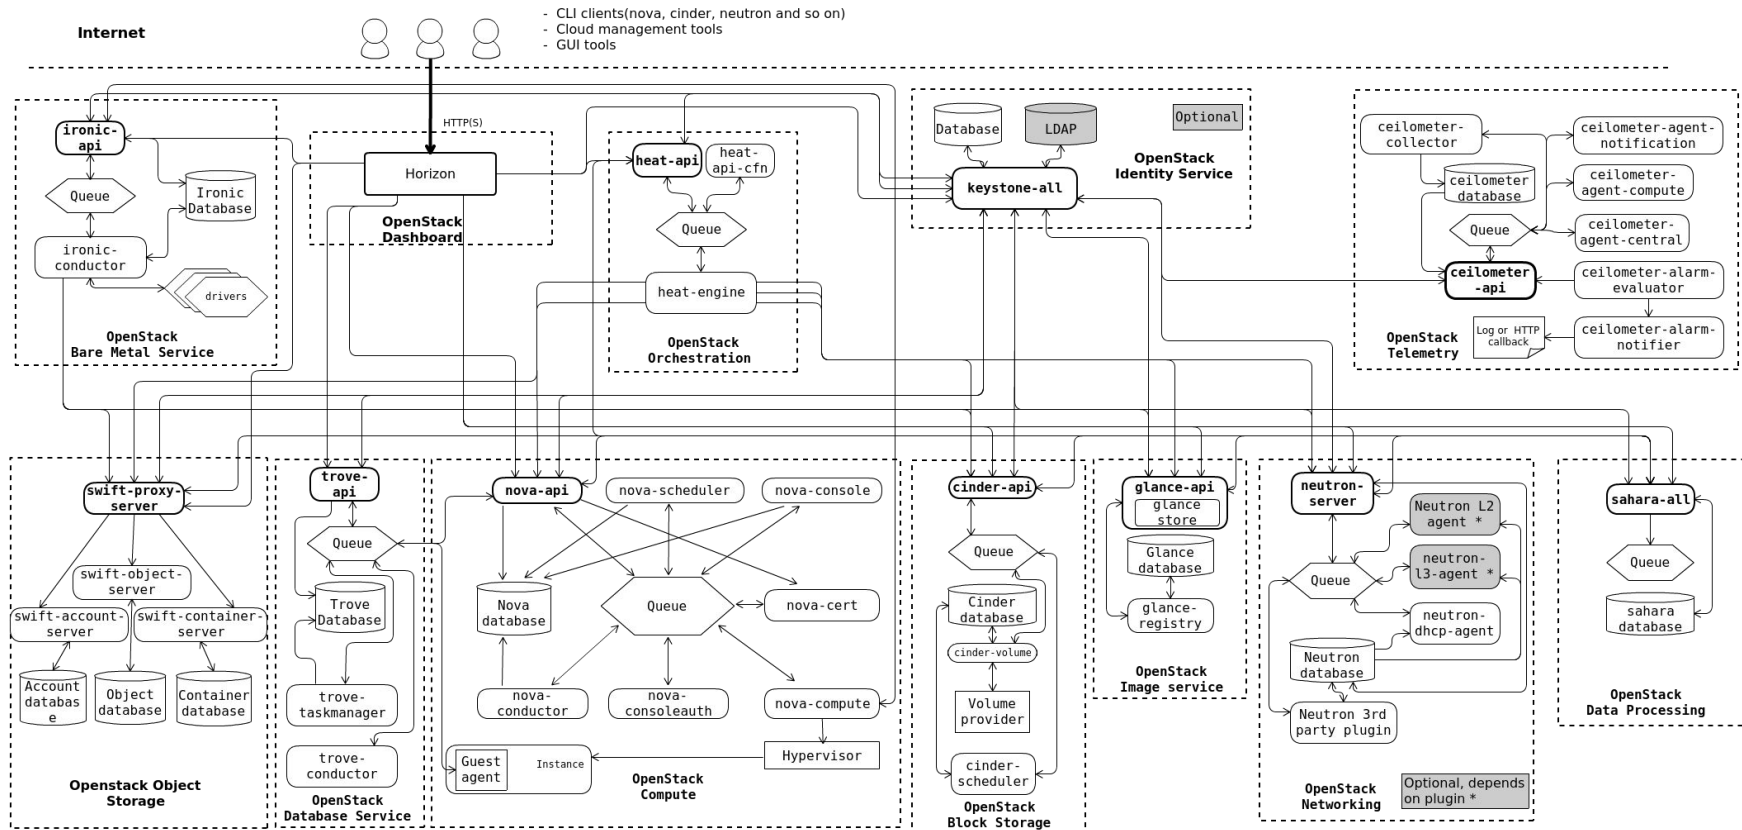 Internet
- CLI clients(nova, cinder, neutron and so on)
- Cloud management tools
- GUI tools
HTTP(S)
ironic-
api
Queue
Ironic
Database
ironic-
conductor
drivers
OpenStack
Bare Metal Service
Horizon
OpenStack
Dashboard
heat-api
heat-
api-cfn
Queue
heat-engine
OpenStack
Orchestration
Database
LDAP
Optional
OpenStack
Identity Service
keystone-all
ceilometer-
collector
ceilometer-agent-
notification
ceilometer
database
ceilometer-
agent-compute
Queue
ceilometer-
agent-central
ceilometer
-api
ceilometer-alarm-
evaluator
Log or HTTP
callback
ceilometer-alarm-
notifier
OpenStack
Telemetry
swift-proxy-
server
swift-object-
server
swift-account-
server
swift-container-
server
Account
databas
e
Object
database
Container
database
Openstack Object
Storage
trove-
api
Queue
Trove
Database
trove-
taskmanager
trove-
conductor
OpenStack
Database Service
nova-api
nova-scheduler
nova-console
Nova
database
Queue
nova-cert
nova-
conductor
nova-
consoleauth
nova-compute
Hypervisor
Guest
agent
Instance
OpenStack
Compute
cinder-api
Queue
Cinder
database
cinder-volume
Volume
provider
cinder-
scheduler
OpenStack
Block Storage
glance-api
glance
store
Glance
database
glance-
registry
OpenStack
Image service
neutron-
server
Neutron L2
agent *
neutron-
l3-agent *
Queue
neutron-
dhcp-agent
Neutron
database
Neutron 3rd
party plugin
OpenStack
Networking
Optional, depends
on plugin *
sahara-all
Queue
sahara
database
OpenStack
Data Processing